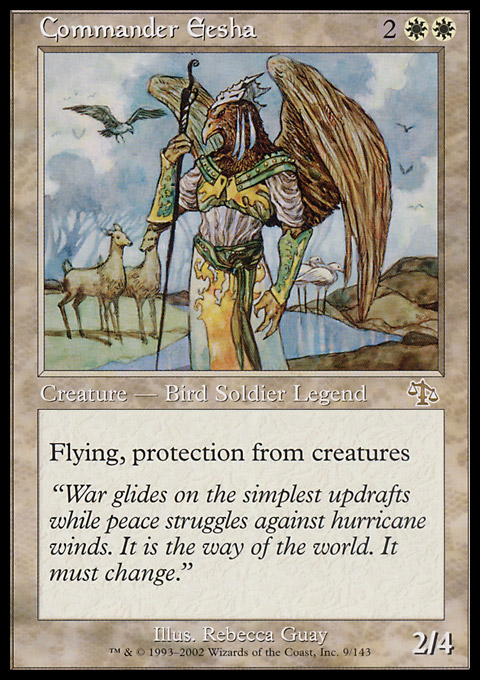 Commander Eesha 2
Creature — Bird Soldier Legend
Flying, protection from creatures
“War glides on the simplest updrafts
while peace struggles against hurricane
winds. It is the way of the world. It
must change.”
Illus. Rebecca Guay
™ & © 1993–2002 Wizards of the Coast, Inc. 9/143
2/4